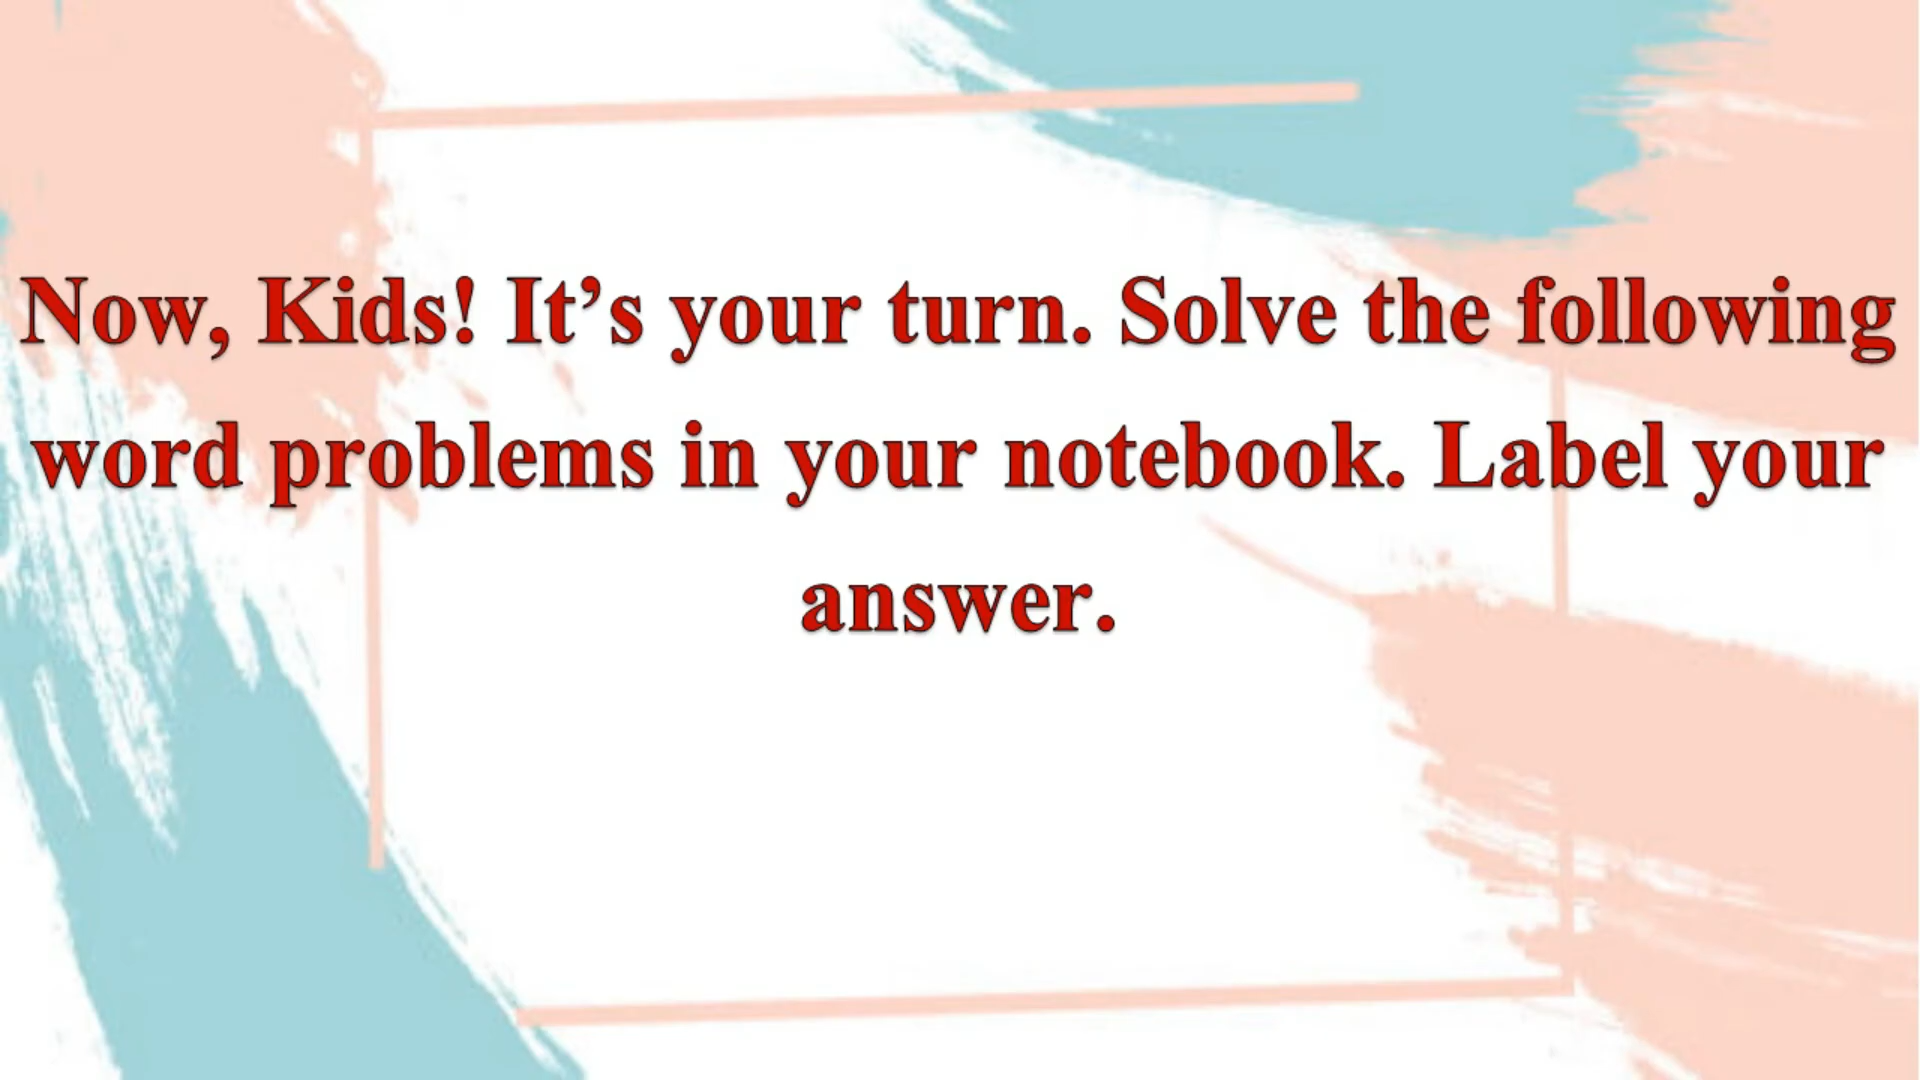 Now, Kids! It’s your turn. Solve the following
word problems in your notebook. Label your
answer.